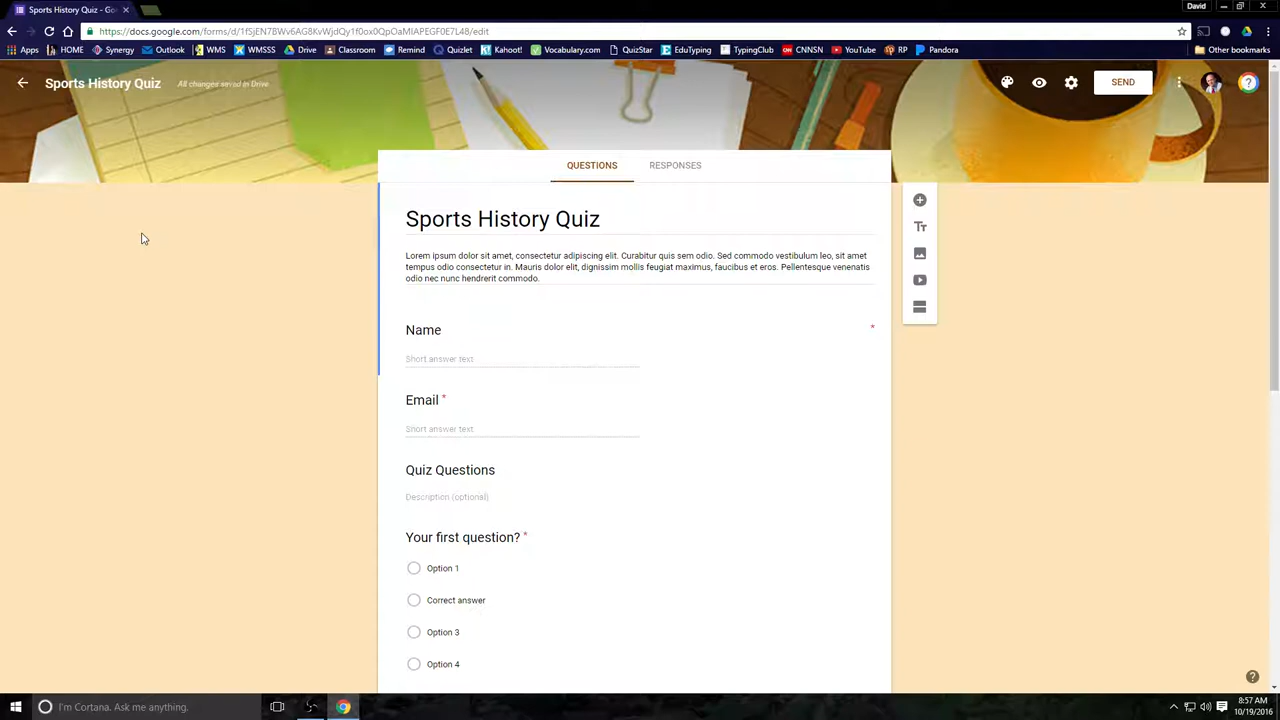 Sports History Quiz - Go
David
https://docs.google.com/forms/d/1fSjEN7BWv6AG8KvWjdQy1f0ox0QpOaMIAPEGF0E7L48/edit
Apps HOME Synergy Outlook WMS WMSSS Drive Classroom Remind Quizlet Kahoot! Vocabulary.com QuizStar EduTyping TypingClub CNNSN YouTube RP Pandora Other bookmarks
Sports History Quiz All changes saved in Drive SEND
QUESTIONS RESPONSES
Sports History Quiz
Lorem ipsum dolor sit amet, consectetur adipiscing elit. Curabitur quis sem odio. Sed commodo vestibulum leo, sit amet
tempus odio consectetur in. Mauris dolor elit, dignissim mollis feugiat maximus, faucibus et eros. Pellentesque venenatis
odio nec nunc hendrerit commodo.
Name *
Short answer text
Email *
Short answer text
Quiz Questions
Description (optional)
Your first question? *
Option 1
Correct answer
Option 3
Option 4
I'm Cortana. Ask me anything.
8:57 AM
10/19/2016